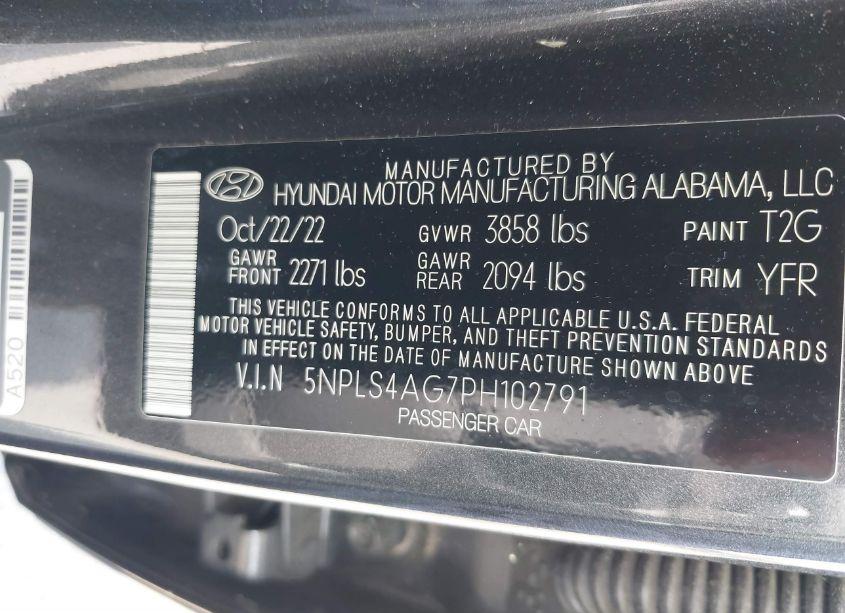 MANUFACTURED BY
HYUNDAI MOTOR MANUFACTURING ALABAMA, LLC
Oct/22/22 GVWR 3858 lbs PAINT T2G
GAWR FRONT 2271 lbs GAWR REAR 2094 lbs TRIM YFR
THIS VEHICLE CONFORMS TO ALL APPLICABLE U.S.A. FEDERAL
MOTOR VEHICLE SAFETY, BUMPER, AND THEFT PREVENTION STANDARDS
IN EFFECT ON THE DATE OF MANUFACTURE SHOWN ABOVE
V.I.N 5NPLS4AG7PH102791
PASSENGER CAR
A520